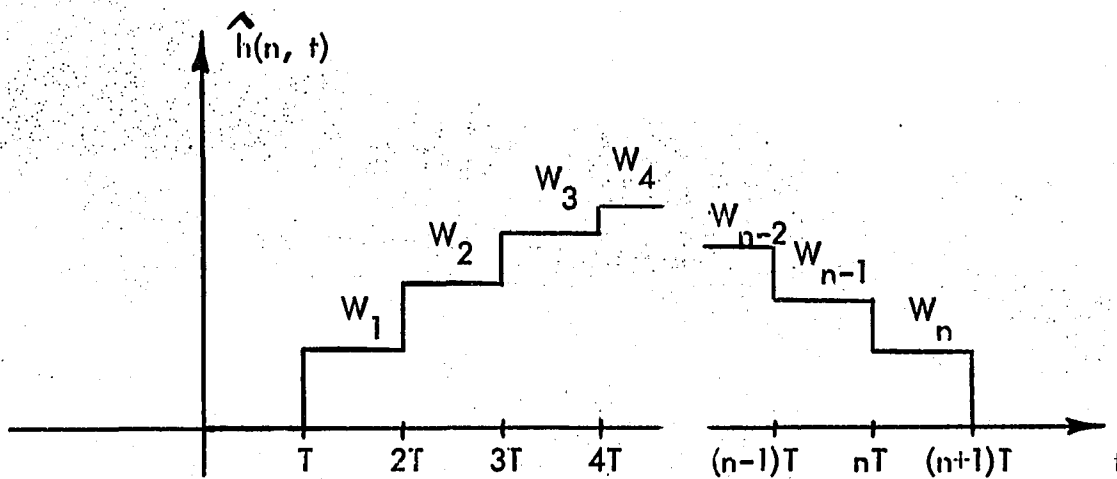 ĥ(n, t)
W₄
W₃
Wₙ₋₂
W₂
Wₙ₋₁
W₁
Wₙ
T 2T 3T 4T (n-1)T nT (n+1)T